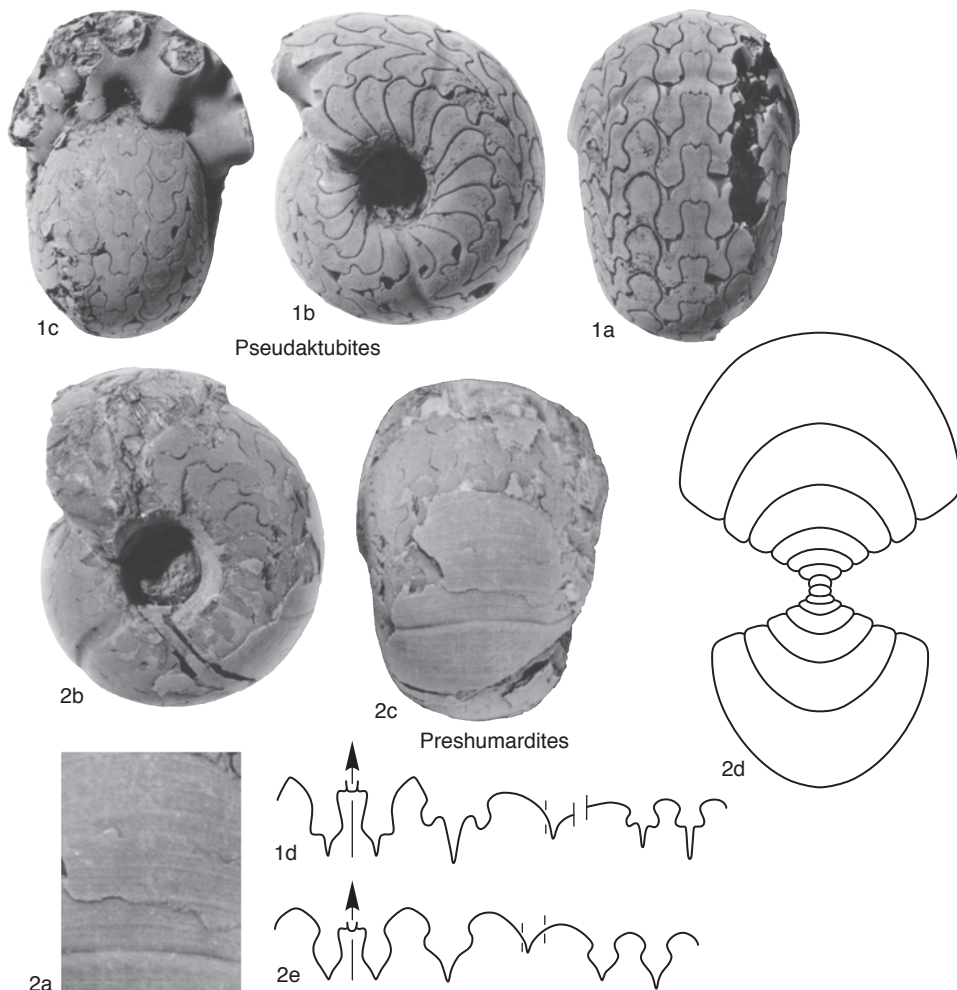 1c
1b
1a
Pseudaktubites
2b
2c
Preshumardites
2d
2a
1d
2e